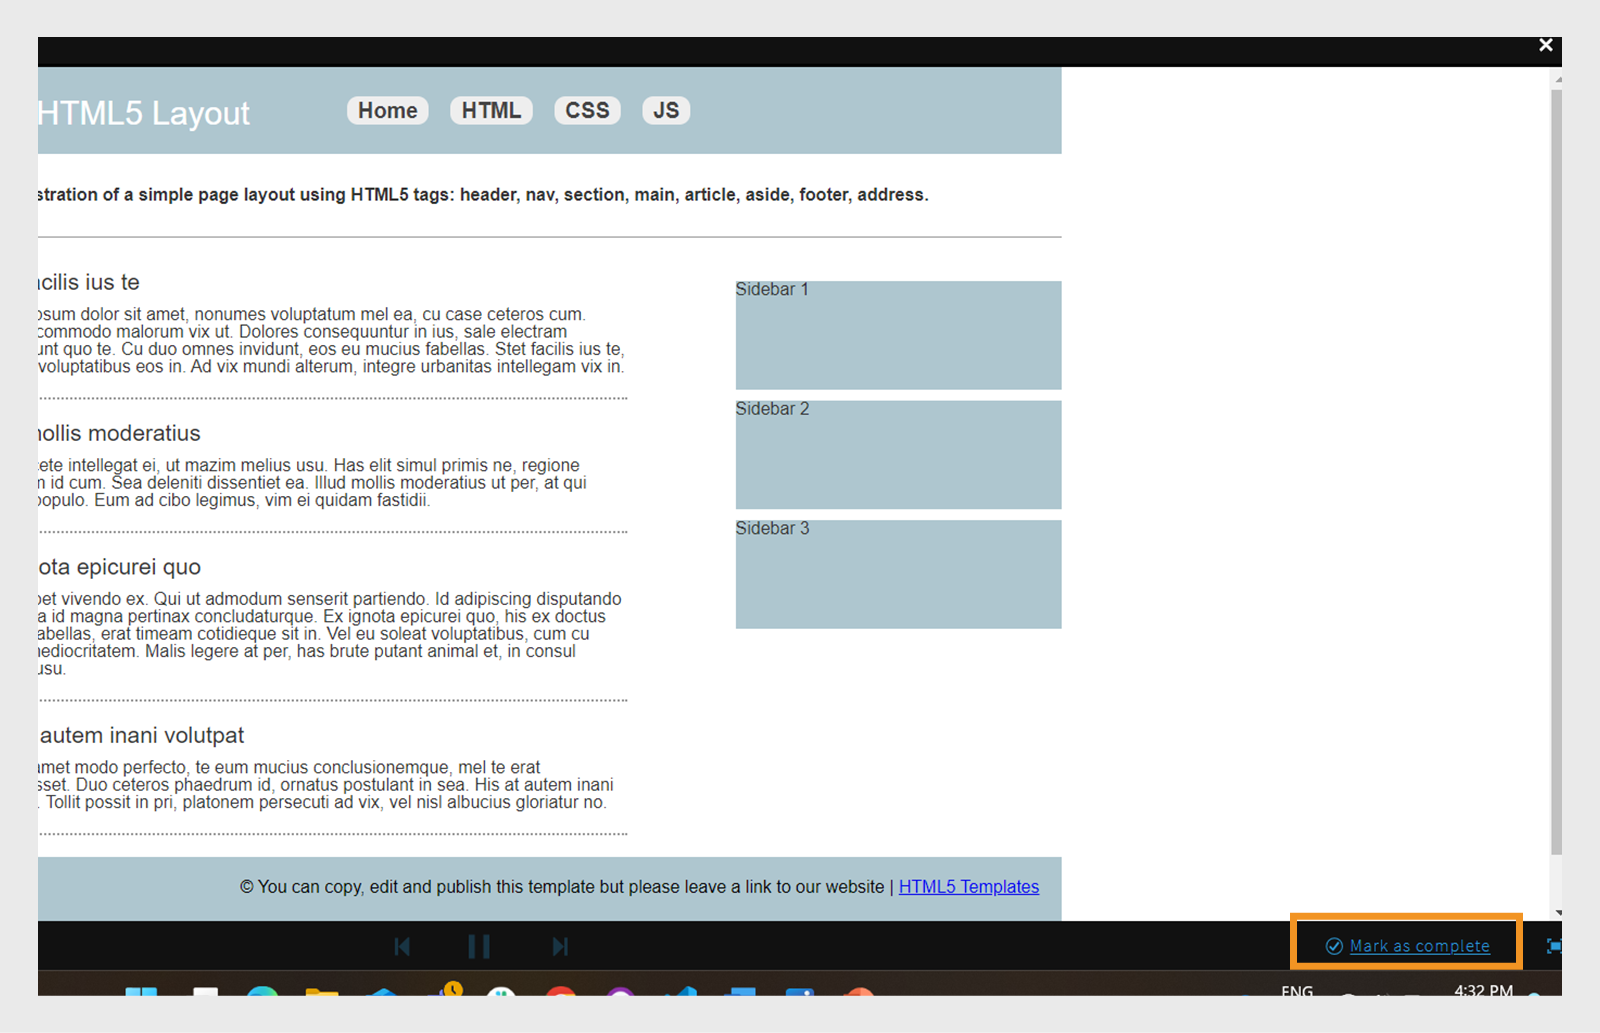 HTML5 Layout
Home HTML CSS JS
stration of a simple page layout using HTML5 tags: header, nav, section, main, article, aside, footer, address.
cilis ius te
osum dolor sit amet, nonumes voluptatum mel ea, cu case ceteros cum.
commodo malorum vix ut. Dolores consequuntur in ius, sale electram
unt quo te. Cu duo omnes invidunt, eos eu mucius fabellas. Stet facilis ius te,
voluptatibus eos in. Ad vix mundi alterum, integre urbanitas intellegam vix in.
nollis moderatius
ete intellegat ei, ut mazim melius usu. Has elit simul primis ne, regione
n id cum. Sea deleniti dissentiet ea. Illud mollis moderatius ut per, at qui
populo. Eum ad cibo legimus, vim ei quidam fastidii.
ota epicurei quo
pet vivendo ex. Qui ut admodum senserit partiendo. Id adipiscing disputando
a id magna pertinax concludaturque. Ex ignota epicurei quo, his ex doctus
abellas, erat timeam cotidieque sit in. Vel eu soleat voluptatibus, cum cu
nediocritatem. Malis legere at per, has brute putant animal et, in consul
usu.
autem inani volutpat
amet modo perfecto, te eum mucius conclusionemque, mel te erat
sset. Duo ceteros phaedrum id, ornatus postulant in sea. His at autem inani
. Tollit possit in pri, platonem persecuti ad vix, vel nisl albucius gloriatur no.
Sidebar 1
Sidebar 2
Sidebar 3
© You can copy, edit and publish this template but please leave a link to our website | HTML5 Templates
Mark as complete
ENG
4:32 PM